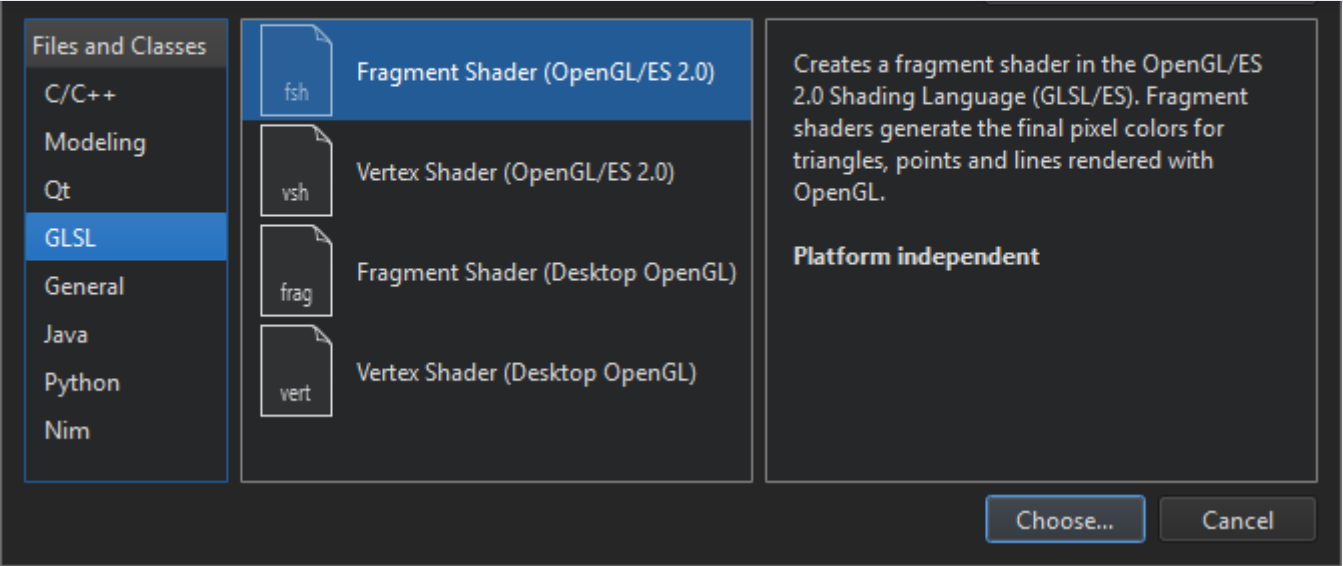 Files and Classes
C/C++
Modeling
Qt
GLSL
General
Java
Python
Nim
fsh
Fragment Shader (OpenGL/ES 2.0)
vsh
Vertex Shader (OpenGL/ES 2.0)
frag
Fragment Shader (Desktop OpenGL)
vert
Vertex Shader (Desktop OpenGL)
Creates a fragment shader in the OpenGL/ES
2.0 Shading Language (GLSL/ES). Fragment
shaders generate the final pixel colors for
triangles, points and lines rendered with
OpenGL.
Platform independent
Choose...
Cancel